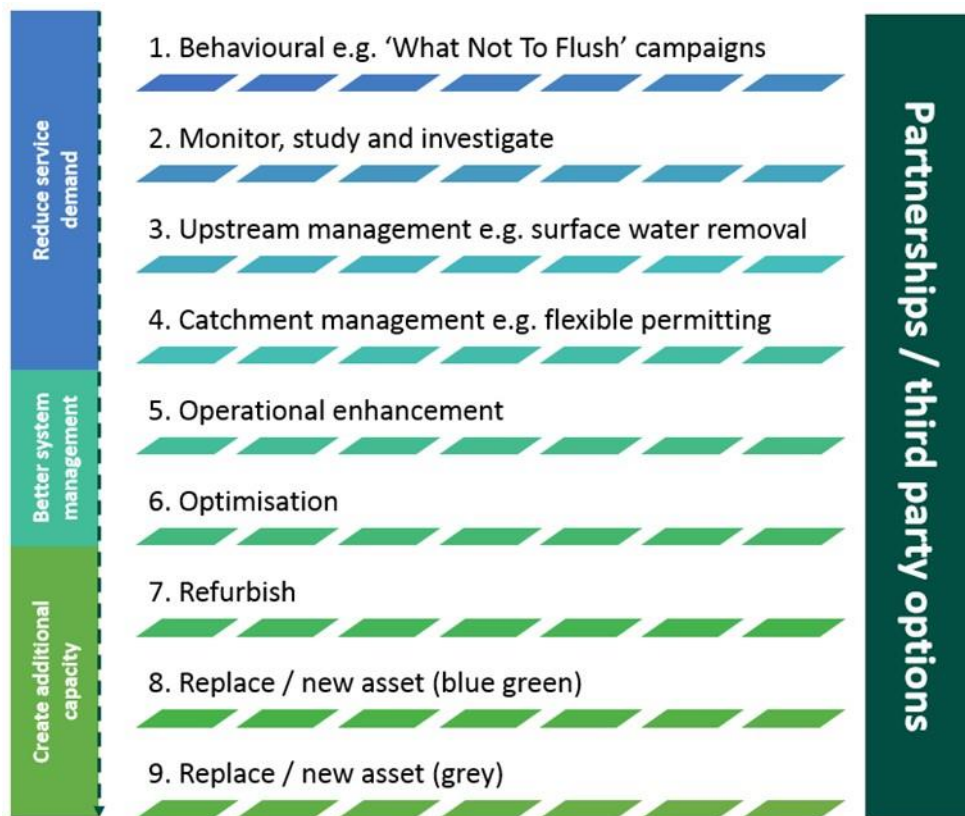 Reduce service
demand
Better system
management
Create additional
capacity
1. Behavioural e.g. ‘What Not To Flush’ campaigns
2. Monitor, study and investigate
3. Upstream management e.g. surface water removal
4. Catchment management e.g. flexible permitting
5. Operational enhancement
6. Optimisation
7. Refurbish
8. Replace / new asset (blue green)
9. Replace / new asset (grey)
Partnerships / third party options